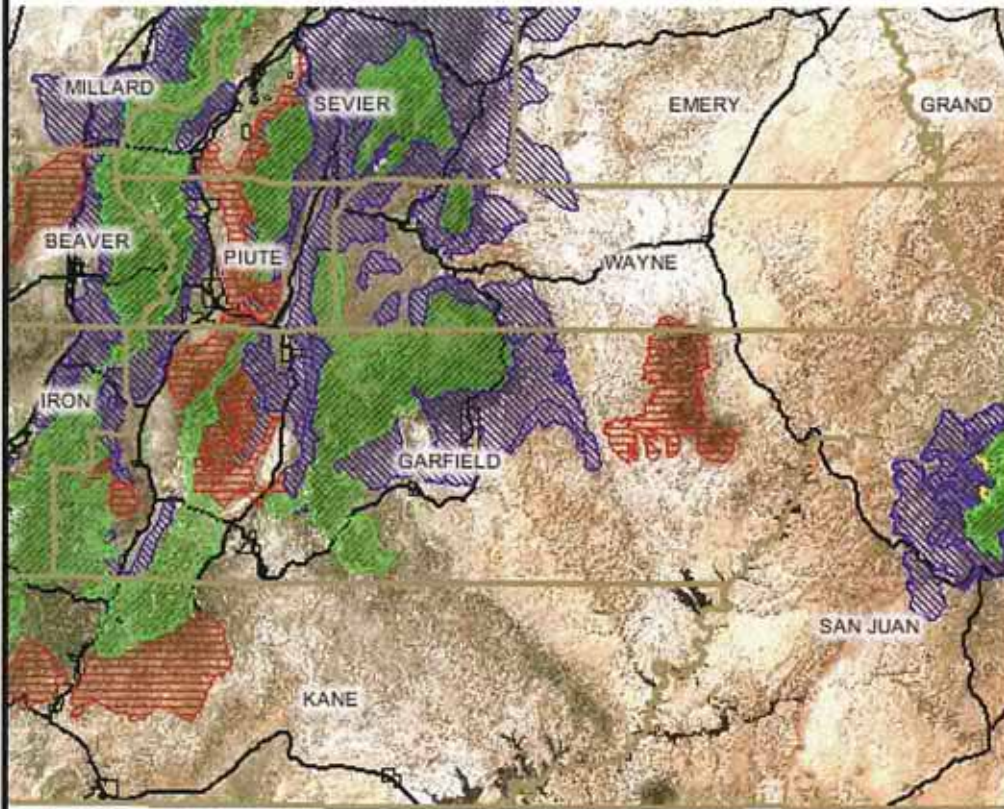 MILLARD
SEVIER
EMERY
GRAND
BEAVER
PIUTE
WAYNE
IRON
GARFIELD
SAN JUAN
KANE